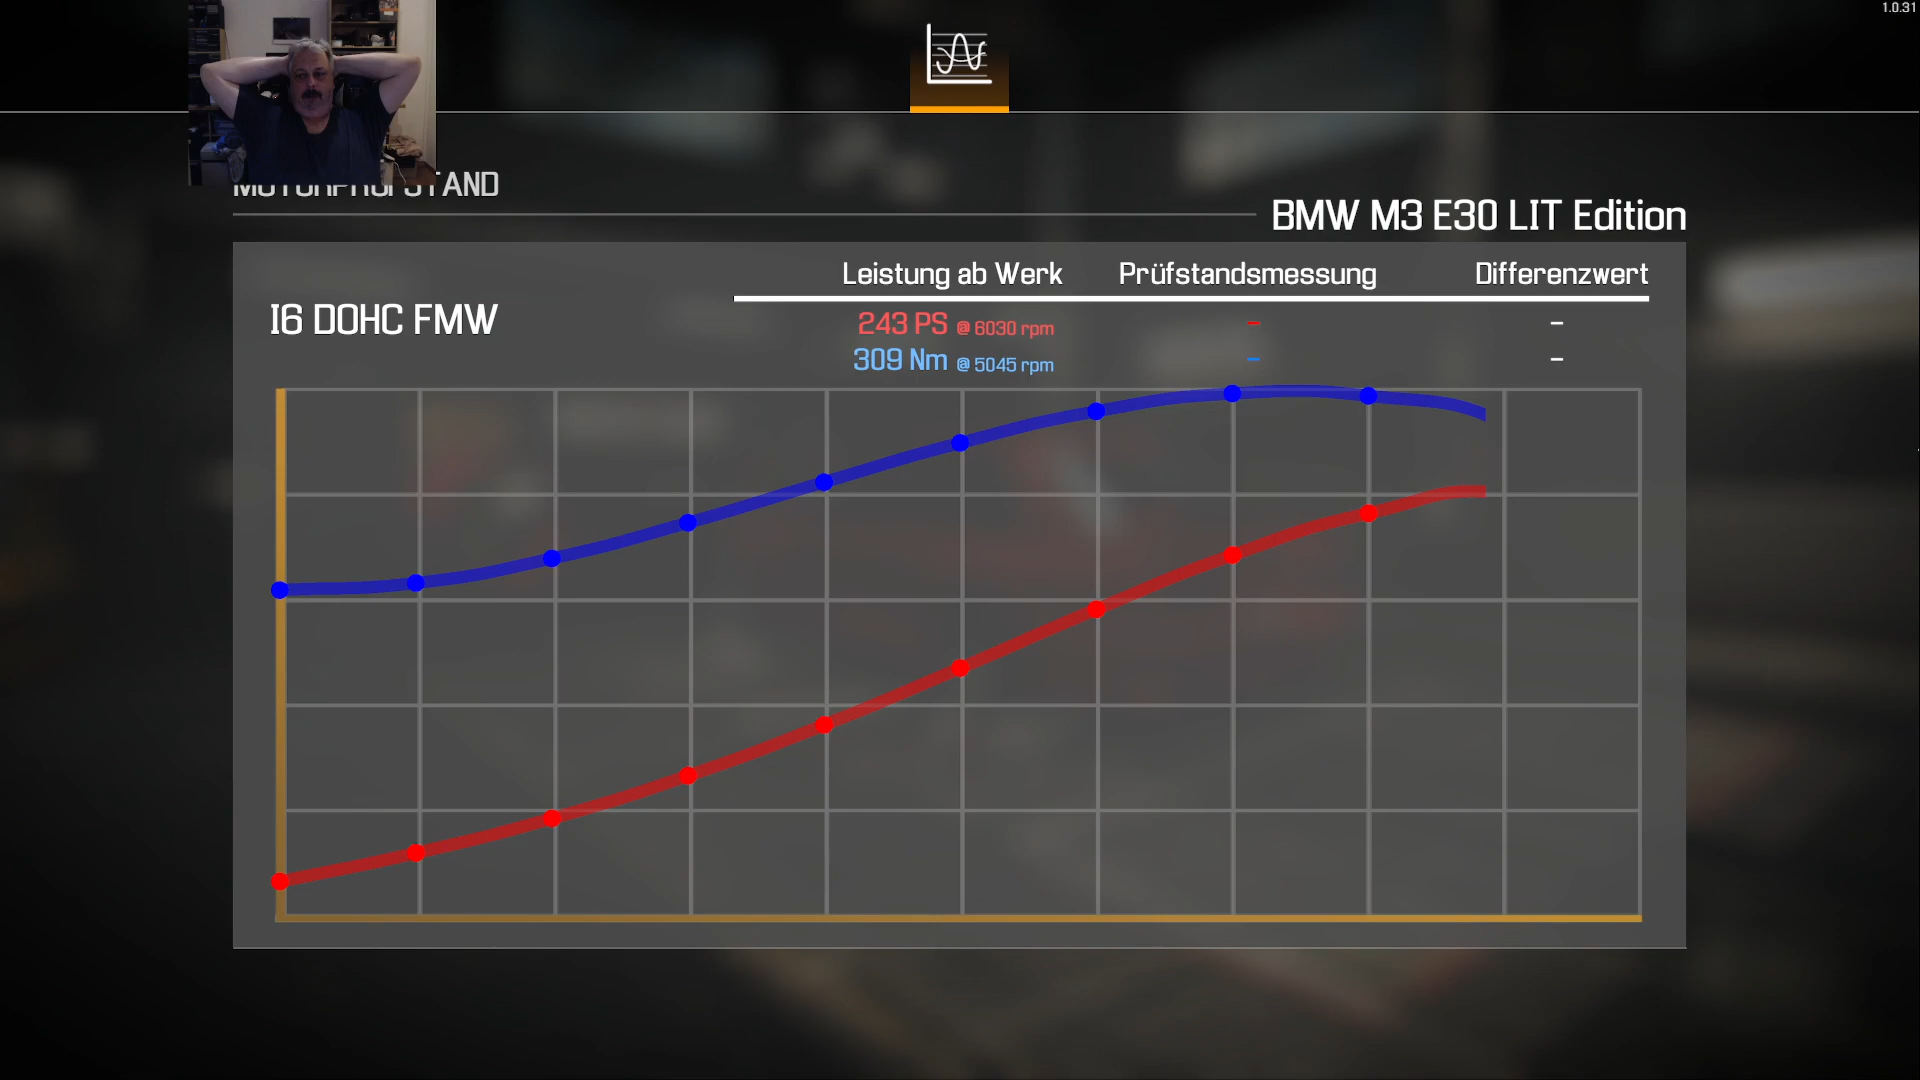 1.0.31
MOTORPRÜFSTAND
BMW M3 E30 LIT Edition
Leistung ab Werk Prüfstandsmessung Differenzwert
I6 DOHC FMW
243 PS @ 6030 rpm - -
309 Nm @ 5045 rpm - -